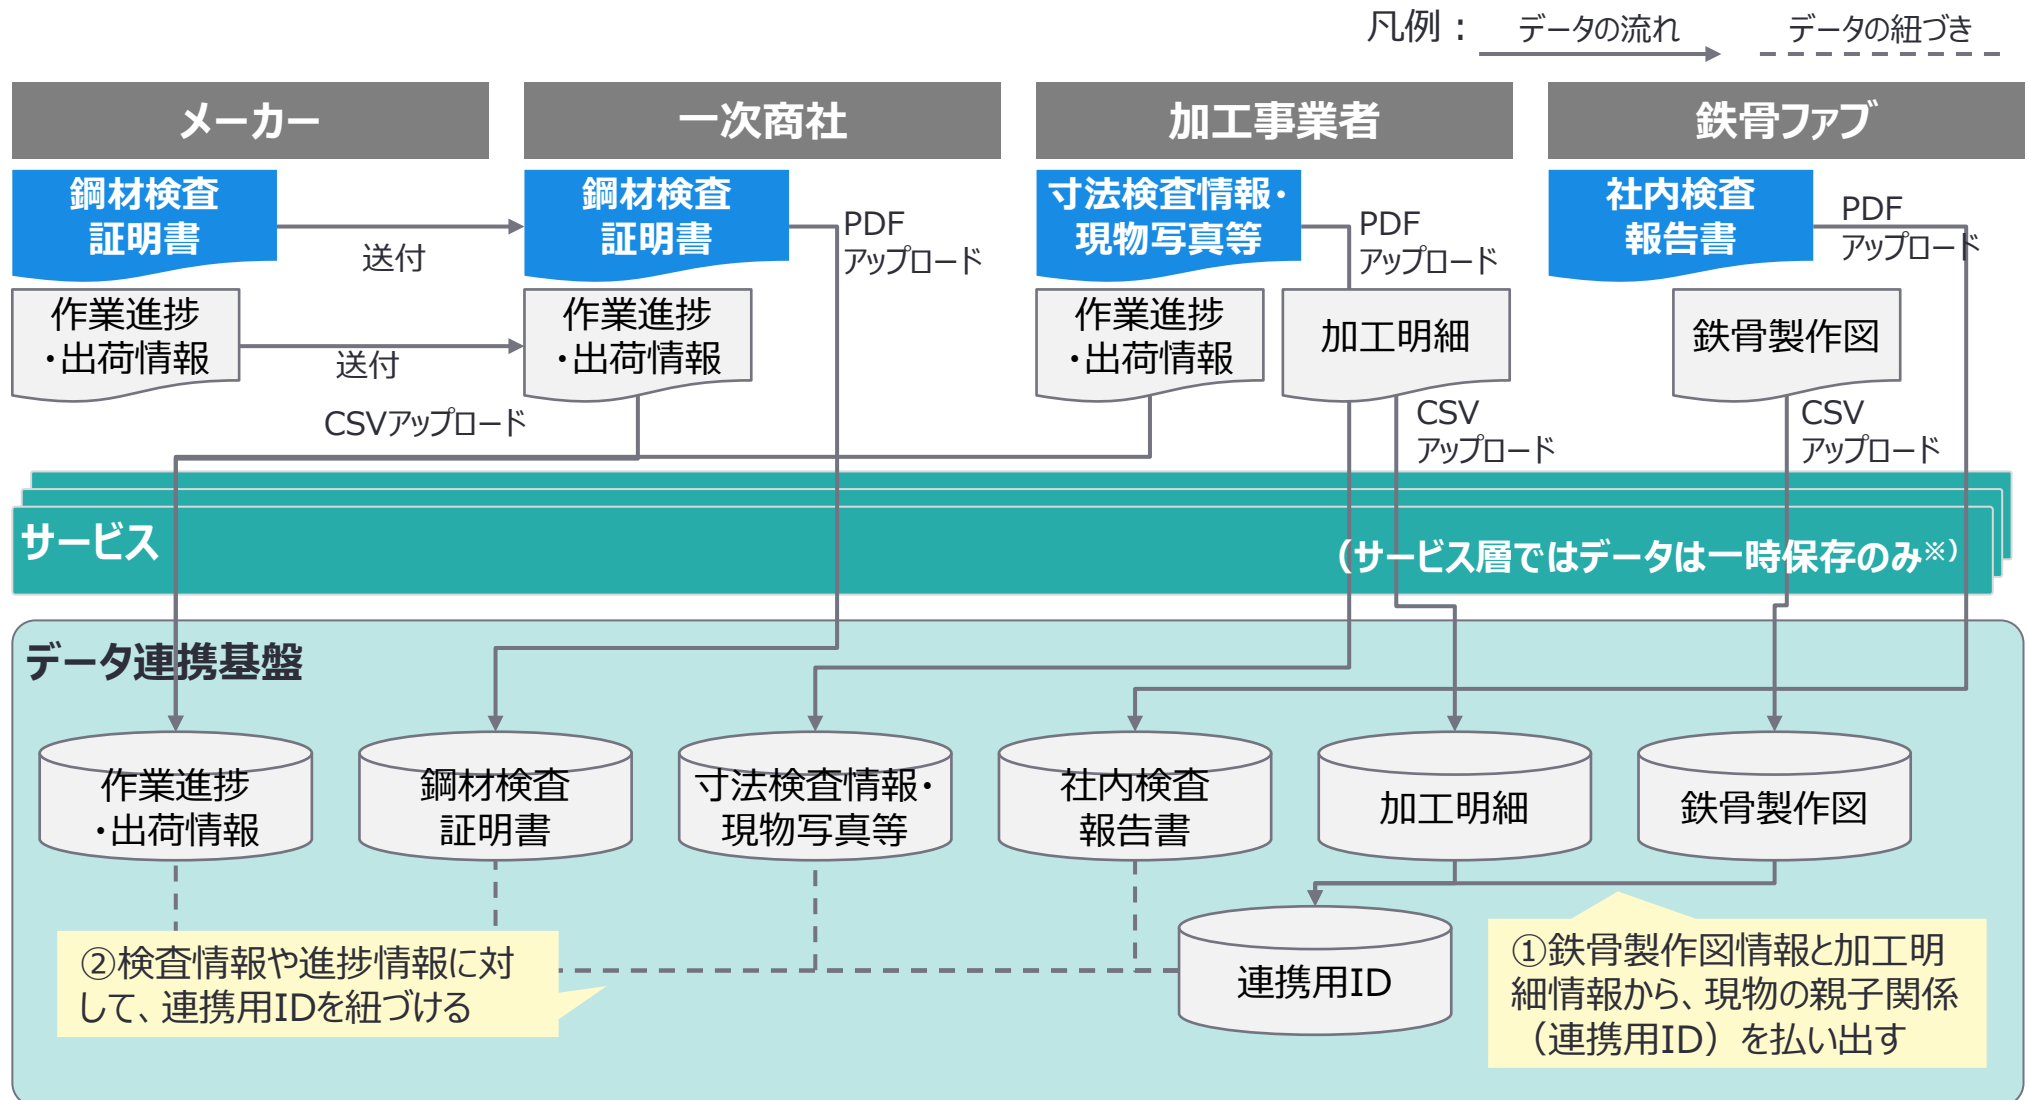 凡例：
データの流れ
データの紐づき
メーカー
一次商社
加工事業者
鉄骨ファブ
鋼材検査
証明書
送付
鋼材検査
証明書
PDF
アップロード
寸法検査情報・
現物写真等
PDF
アップロード
社内検査
報告書
PDF
アップロード
作業進捗
・出荷情報
送付
作業進捗
・出荷情報
CSVアップロード
作業進捗
・出荷情報
加工明細
CSV
アップロード
鉄骨製作図
CSV
アップロード
サービス
（サービス層ではデータは一時保存のみ※）
データ連携基盤
作業進捗
・出荷情報
鋼材検査
証明書
寸法検査情報・
現物写真等
社内検査
報告書
加工明細
鉄骨製作図
②検査情報や進捗情報に対
して、連携用IDを紐づける
連携用ID
①鉄骨製作図情報と加工明
細情報から、現物の親子関係
（連携用ID）を払い出す